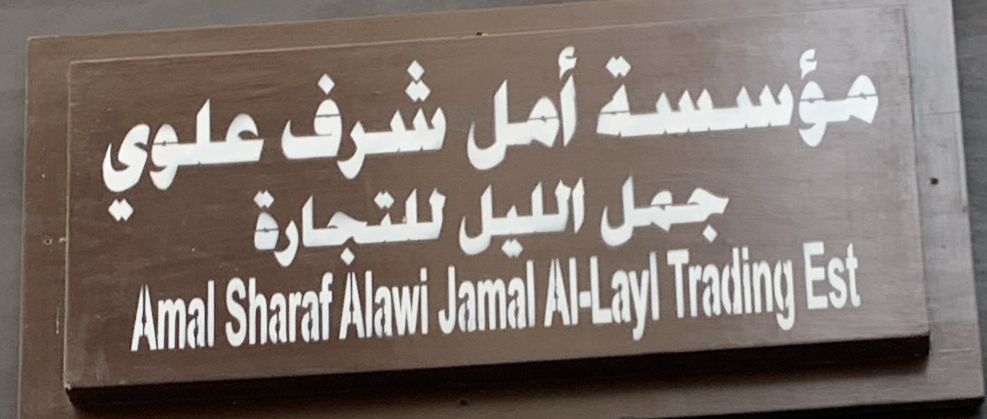 مؤسسة أمل شرف علوي
جمل الليل للتجارة
Amal Sharaf Alawi Jamal Al-Layl Trading Est